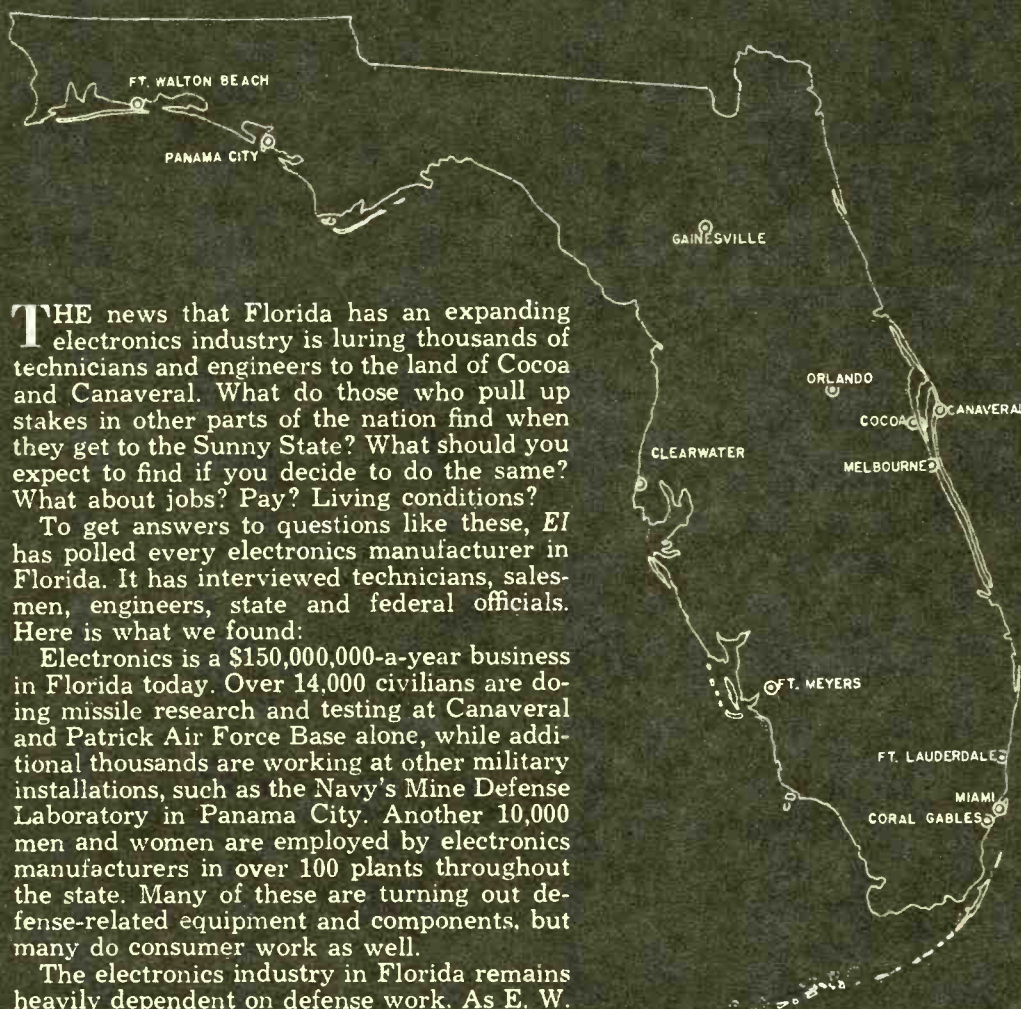 FT. WALTON BEACH
PANAMA CITY
GAINESVILLE
ORLANDO
COCOA
CANAVERAL
MELBOURNE
CLEARWATER
FT. MEYERS
FT. LAUDERDALE
MIAMI
CORAL GABLES
THE news that Florida has an expanding
electronics industry is luring thousands of
technicians and engineers to the land of Cocoa
and Canaveral. What do those who pull up
stakes in other parts of the nation find when
they get to the Sunny State? What should you
expect to find if you decide to do the same?
What about jobs? Pay? Living conditions?
To get answers to questions like these, EI
has polled every electronics manufacturer in
Florida. It has interviewed technicians, sales-
men, engineers, state and federal officials.
Here is what we found:
Electronics is a $150,000,000-a-year business
in Florida today. Over 14,000 civilians are do-
ing missile research and testing at Canaveral
and Patrick Air Force Base alone, while addi-
tional thousands are working at other military
installations, such as the Navy's Mine Defense
Laboratory in Panama City. Another 10,000
men and women are employed by electronics
manufacturers in over 100 plants throughout
the state. Many of these are turning out de-
fense-related equipment and components, but
many do consumer work as well.
The electronics industry in Florida remains
heavily dependent on defense work. As E. W.